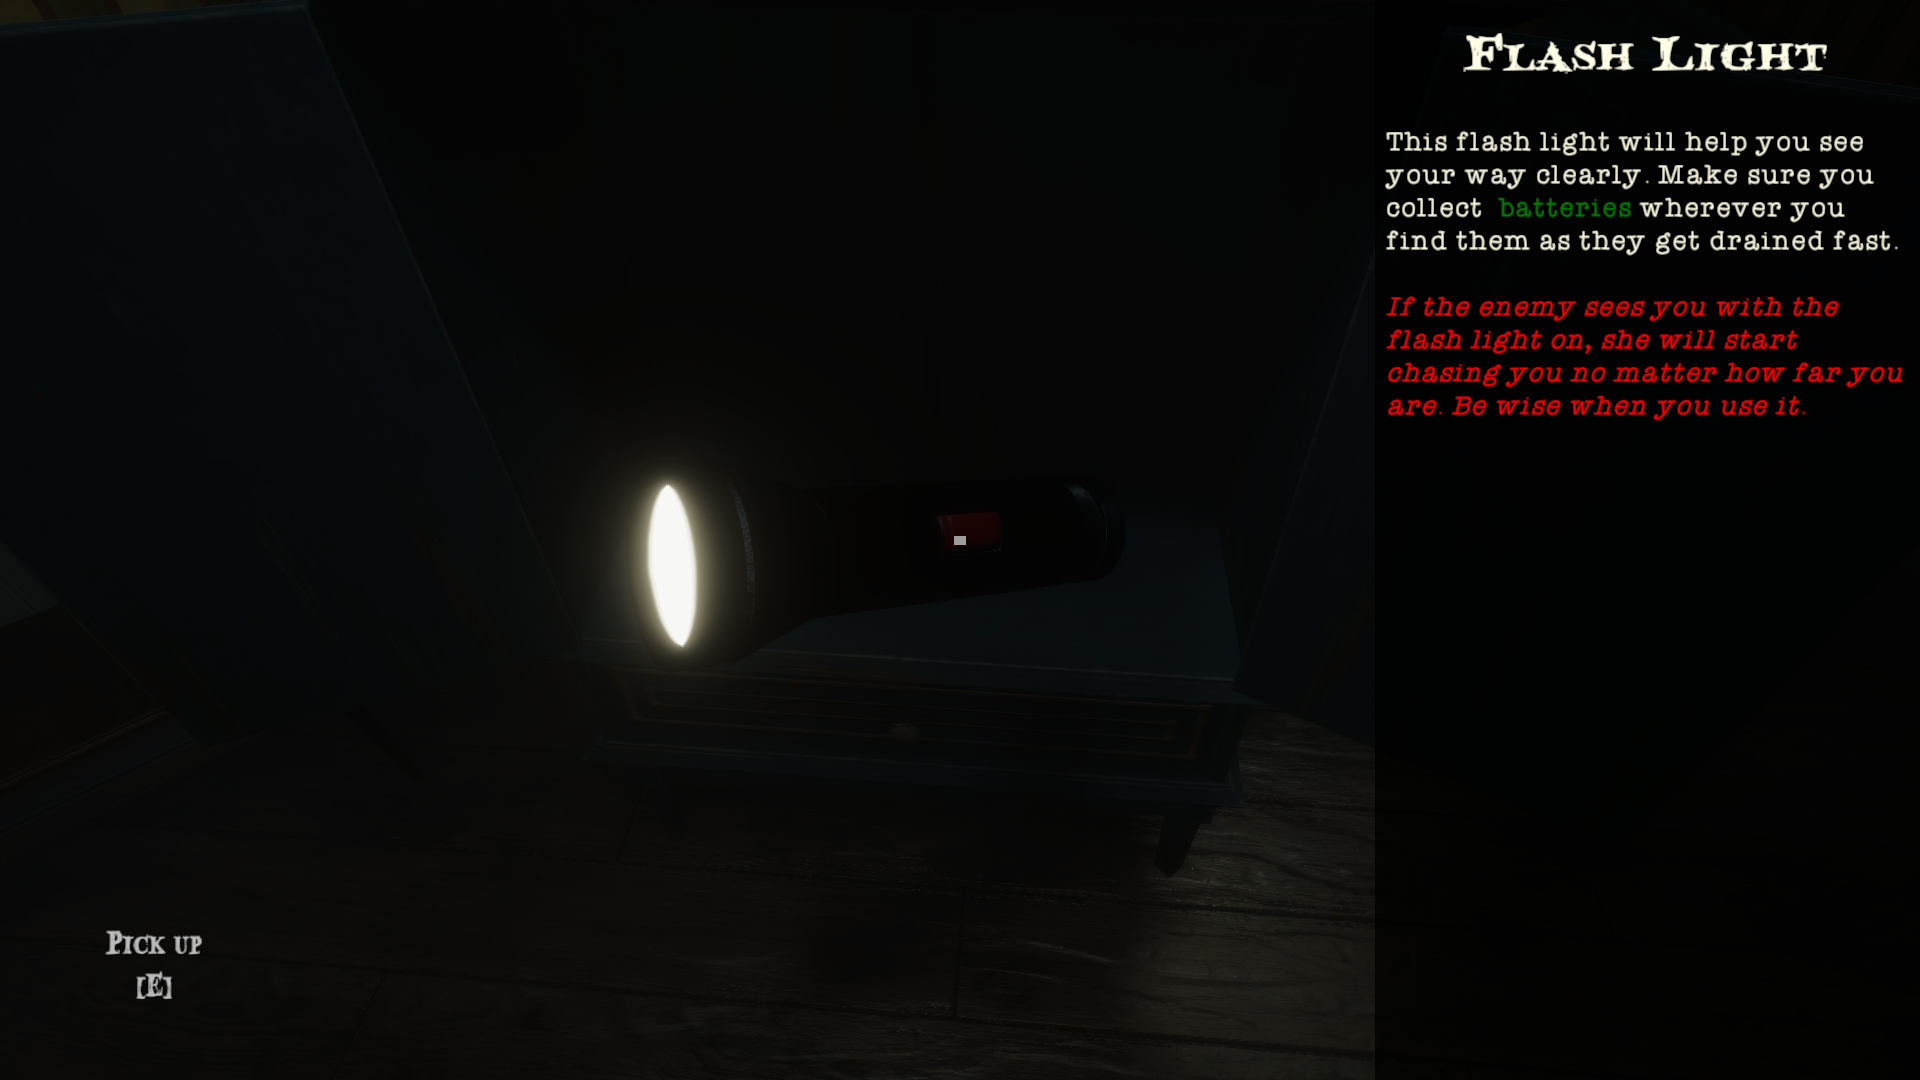 Flash Light
This flash light will help you see
your way clearly. Make sure you
collect batteries wherever you
find them as they get drained fast.
If the enemy sees you with the
flash light on, she will start
chasing you no matter how far you
are. Be wise when you use it.
Pick up
[E]